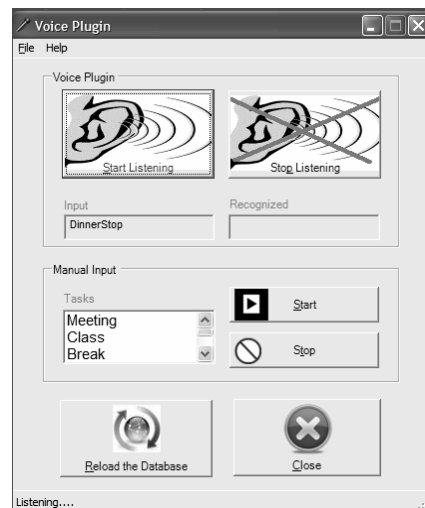 Voice Plugin
File Help
Voice Plugin
Start Listening
Stop Listening
Input
Recognized
DinnerStop
Manual Input
Tasks
Meeting
Class
Break
Start
Stop
Reload the Database
Close
Listening....